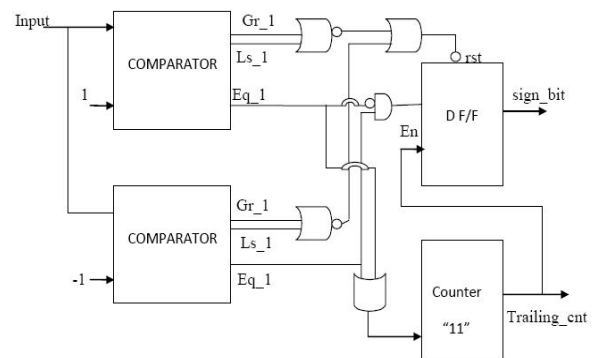 Input
Gr_1
COMPARATOR
Ls_1
rst
1
Eq_1
D F/F
sign_bit
En
Gr_1
COMPARATOR
Ls_1
-1
Eq_1
Counter
"11"
Trailing_cnt